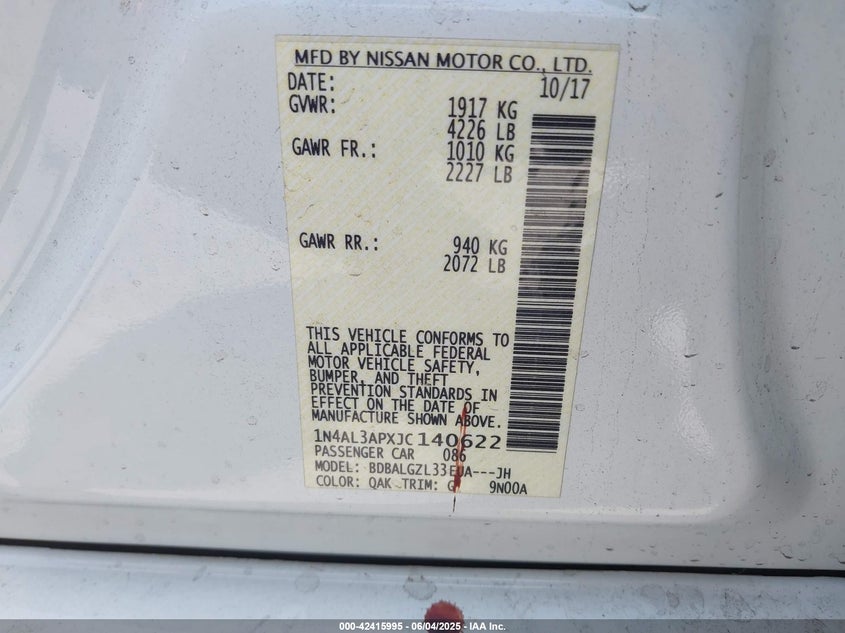 MFD BY NISSAN MOTOR CO., LTD.
DATE: 10/17
GVWR: 1917 KG
4226 LB
GAWR FR.: 1010 KG
2227 LB
GAWR RR.: 940 KG
2072 LB
THIS VEHICLE CONFORMS TO
ALL APPLICABLE FEDERAL
MOTOR VEHICLE SAFETY,
BUMPER, AND THEFT
PREVENTION STANDARDS IN
EFFECT ON THE DATE OF
MANUFACTURE SHOWN ABOVE.
1N4AL3APXJC140622
PASSENGER CAR 086
MODEL: BDBALGZL33EUA---JH
COLOR: QAK TRIM: G 9N00A
000-42415995 - 06/04/2025 - IAA Inc.